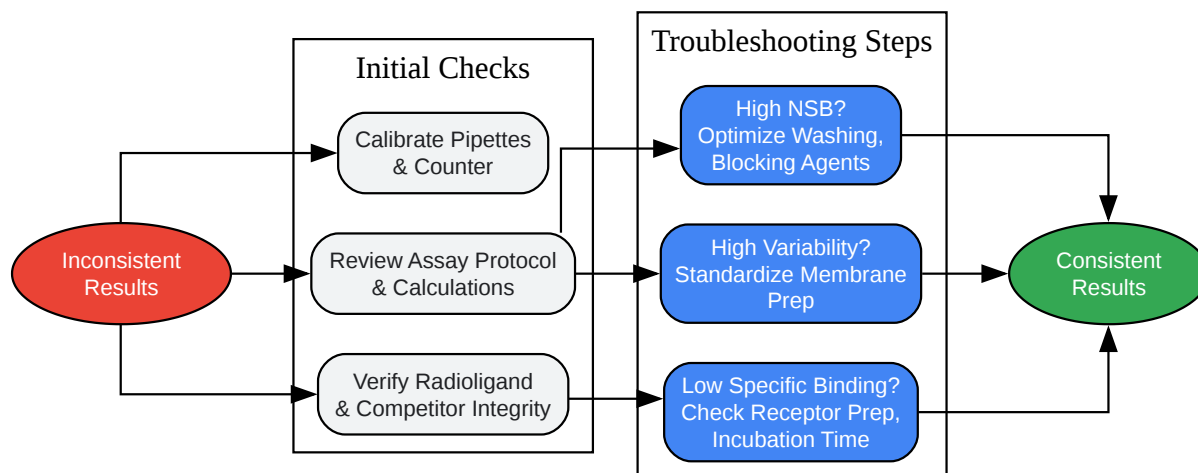 Inconsistent
Results
Initial Checks
Calibrate Pipettes
& Counter
Review Assay Protocol
& Calculations
Verify Radioligand
& Competitor Integrity
Troubleshooting Steps
High NSB?
Optimize Washing,
Blocking Agents
High Variability?
Standardize Membrane
Prep
Low Specific Binding?
Check Receptor Prep,
Incubation Time
Consistent
Results